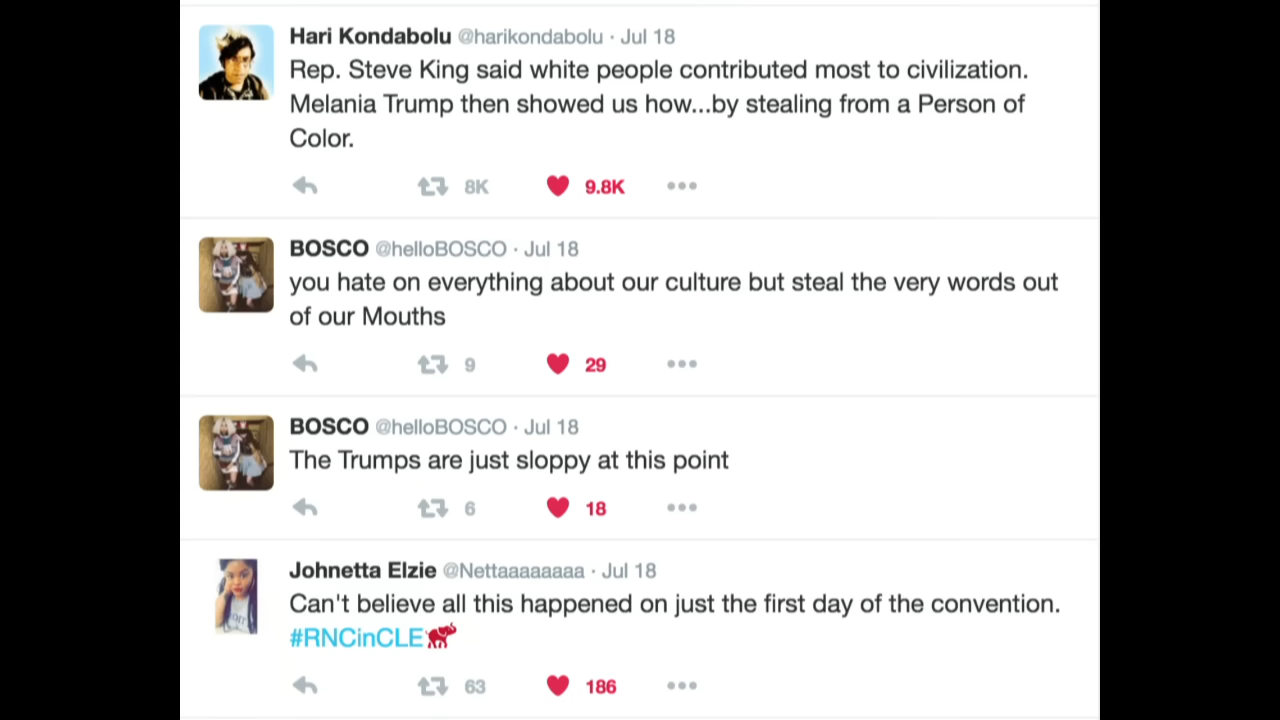 Hari Kondabolu @harikondabolu · Jul 18
Rep. Steve King said white people contributed most to civilization.
Melania Trump then showed us how...by stealing from a Person of
Color.
8K 9.8K
BOSCO @helloBOSCO · Jul 18
you hate on everything about our culture but steal the very words out
of our Mouths
9 29
BOSCO @helloBOSCO · Jul 18
The Trumps are just sloppy at this point
6 18
Johnetta Elzie @Nettaaaaaaaa · Jul 18
Can't believe all this happened on just the first day of the convention.
#RNCinCLE
63 186